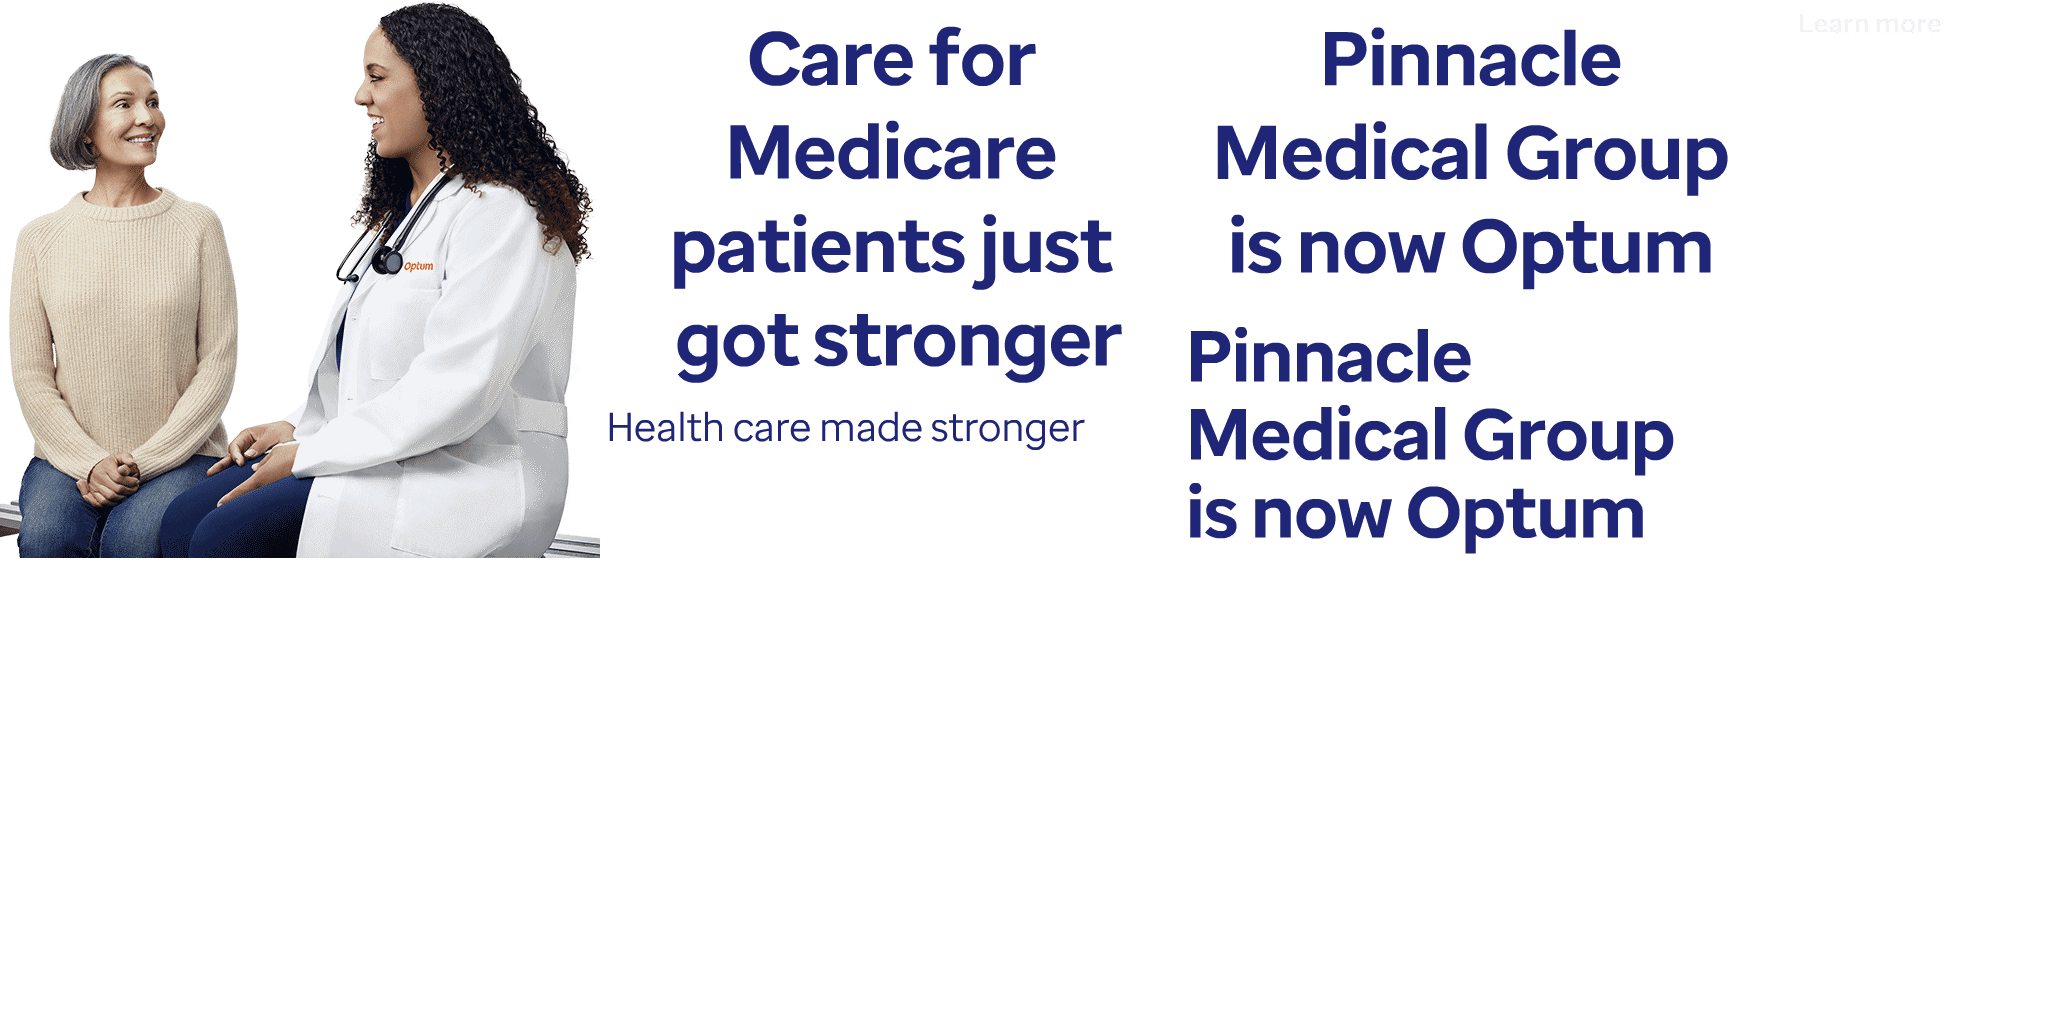 Care for
Medicare
patients just
got stronger
Health care made stronger
Pinnacle
Medical Group
is now Optum
Pinnacle
Medical Group
is now Optum
Learn more
Optum